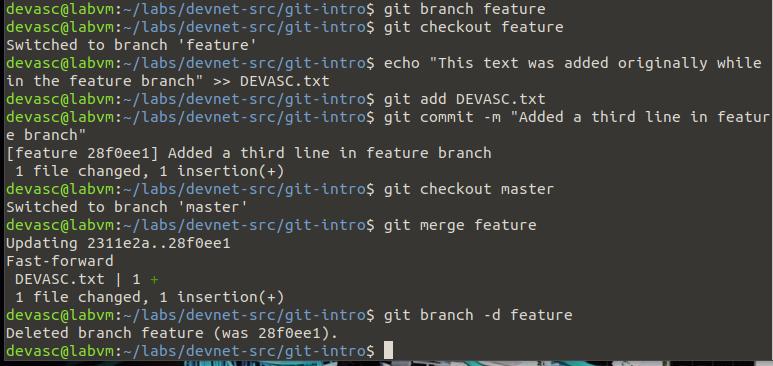 devasc@labvm:~/labs/devnet-src/git-intro$ git branch feature
devasc@labvm:~/labs/devnet-src/git-intro$ git checkout feature
Switched to branch 'feature'
devasc@labvm:~/labs/devnet-src/git-intro$ echo "This text was added originally while
in the feature branch" >> DEVASC.txt
devasc@labvm:~/labs/devnet-src/git-intro$ git add DEVASC.txt
devasc@labvm:~/labs/devnet-src/git-intro$ git commit -m "Added a third line in featur
e branch"
[feature 28f0ee1] Added a third line in feature branch
 1 file changed, 1 insertion(+)
devasc@labvm:~/labs/devnet-src/git-intro$ git checkout master
Switched to branch 'master'
devasc@labvm:~/labs/devnet-src/git-intro$ git merge feature
Updating 2311e2a..28f0ee1
Fast-forward
 DEVASC.txt | 1 +
 1 file changed, 1 insertion(+)
devasc@labvm:~/labs/devnet-src/git-intro$ git branch -d feature
Deleted branch feature (was 28f0ee1).
devasc@labvm:~/labs/devnet-src/git-intro$